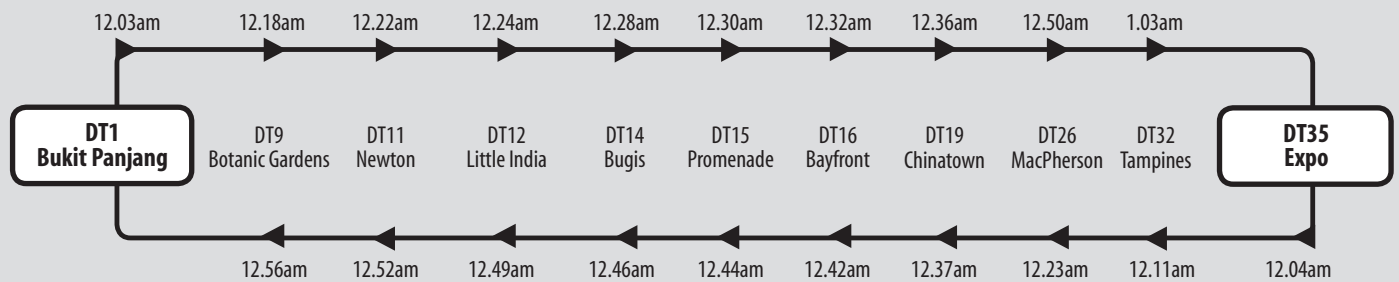 12.03am 12.18am 12.22am 12.24am 12.28am 12.30am 12.32am 12.36am 12.50am 1.03am
DT1
Bukit Panjang
DT9
Botanic Gardens
DT11
Newton
DT12
Little India
DT14
Bugis
DT15
Promenade
DT16
Bayfront
DT19
Chinatown
DT26
MacPherson
DT32
Tampines
DT35
Expo
12.56am 12.52am 12.49am 12.46am 12.44am 12.42am 12.37am 12.23am 12.11am 12.04am